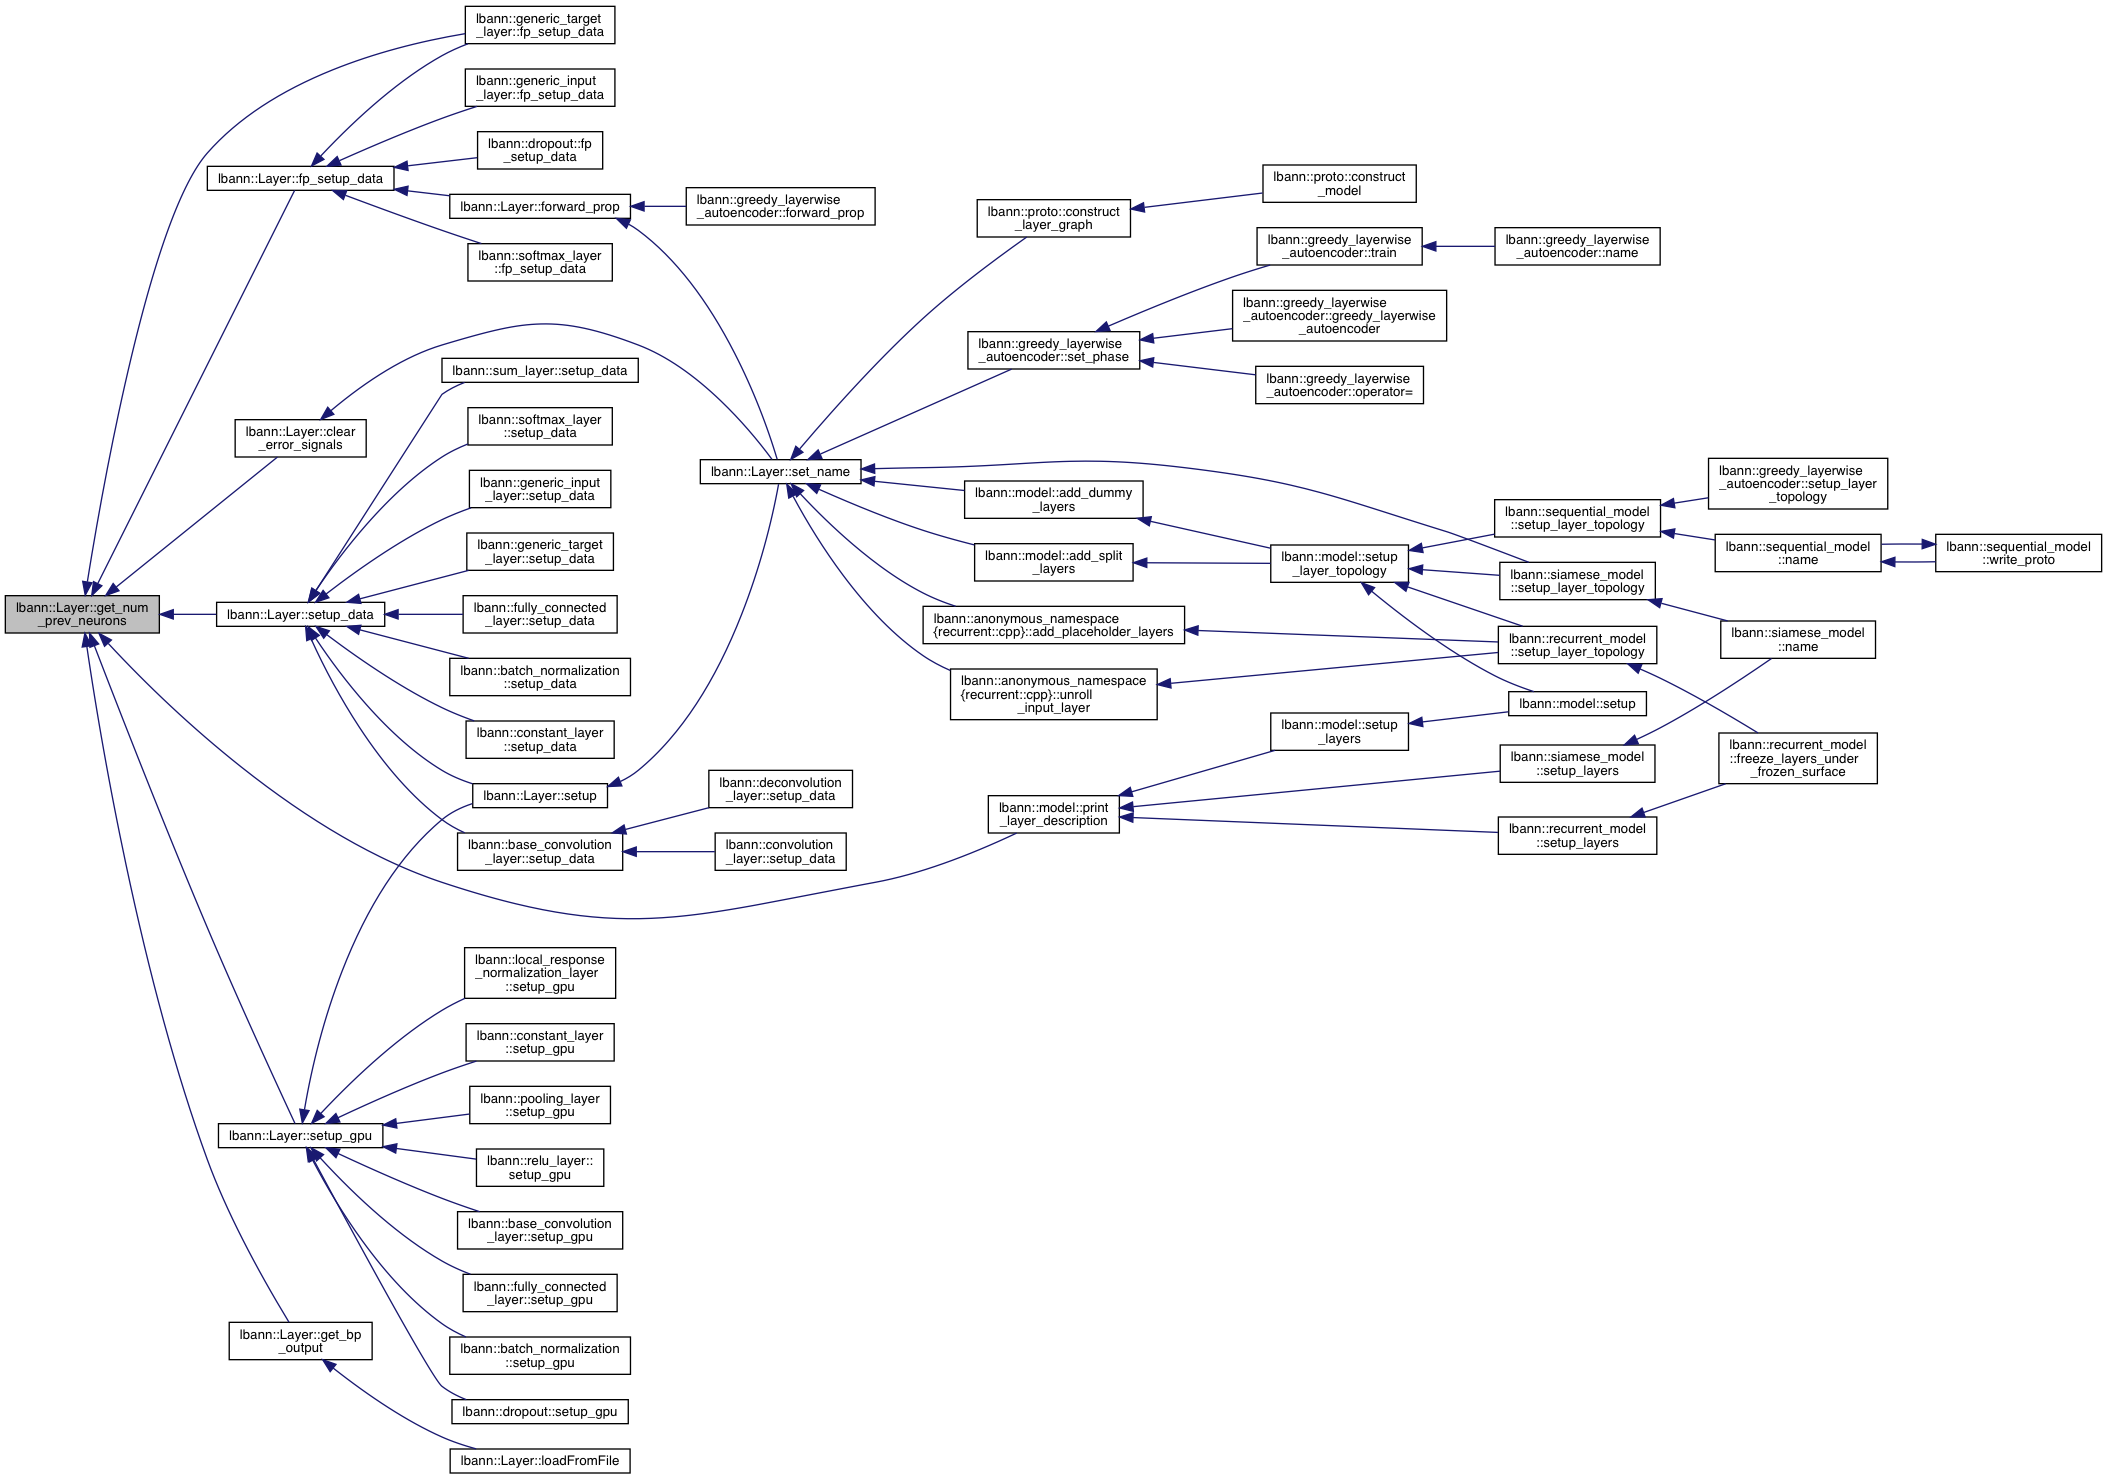 lbann::generic_target
_layer::fp_setup_data
lbann::generic_input
_layer::fp_setup_data
lbann::dropout::fp
_setup_data
lbann::Layer::fp_setup_data
lbann::Layer::forward_prop
lbann::greedy_layerwise
_autoencoder::forward_prop
lbann::softmax_layer
::fp_setup_data
lbann::proto::construct
_model
lbann::proto::construct
_layer_graph
lbann::greedy_layerwise
_autoencoder::train
lbann::greedy_layerwise
_autoencoder::name
lbann::greedy_layerwise
_autoencoder::greedy_layerwise
_autoencoder
lbann::greedy_layerwise
_autoencoder::set_phase
lbann::greedy_layerwise
_autoencoder::operator=
lbann::sum_layer::setup_data
lbann::softmax_layer
::setup_data
lbann::Layer::clear
_error_signals
lbann::generic_input
_layer::setup_data
lbann::Layer::set_name
lbann::model::add_dummy
_layers
lbann::greedy_layerwise
_autoencoder::setup_layer
_topology
lbann::sequential_model
::setup_layer_topology
lbann::generic_target
_layer::setup_data
lbann::model::add_split
_layers
lbann::model::setup
_layer_topology
lbann::sequential_model
::name
lbann::sequential_model
::write_proto
lbann::siamese_model
::setup_layer_topology
lbann::Layer::get_num
_prev_neurons
lbann::Layer::setup_data
lbann::fully_connected
_layer::setup_data
lbann::anonymous_namespace
{recurrent::cpp}::add_placeholder_layers
lbann::recurrent_model
::setup_layer_topology
lbann::siamese_model
::name
lbann::batch_normalization
::setup_data
lbann::anonymous_namespace
{recurrent::cpp}::unroll
_input_layer
lbann::model::setup
lbann::constant_layer
::setup_data
lbann::model::setup
_layers
lbann::siamese_model
::setup_layers
lbann::recurrent_model
::freeze_layers_under
_frozen_surface
lbann::Layer::setup
lbann::deconvolution
_layer::setup_data
lbann::model::print
_layer_description
lbann::recurrent_model
::setup_layers
lbann::base_convolution
_layer::setup_data
lbann::convolution
_layer::setup_data
lbann::local_response
_normalization_layer
::setup_gpu
lbann::constant_layer
::setup_gpu
lbann::pooling_layer
::setup_gpu
lbann::Layer::setup_gpu
lbann::relu_layer::
setup_gpu
lbann::base_convolution
_layer::setup_gpu
lbann::fully_connected
_layer::setup_gpu
lbann::Layer::get_bp
_output
lbann::batch_normalization
::setup_gpu
lbann::dropout::setup_gpu
lbann::Layer::loadFromFile